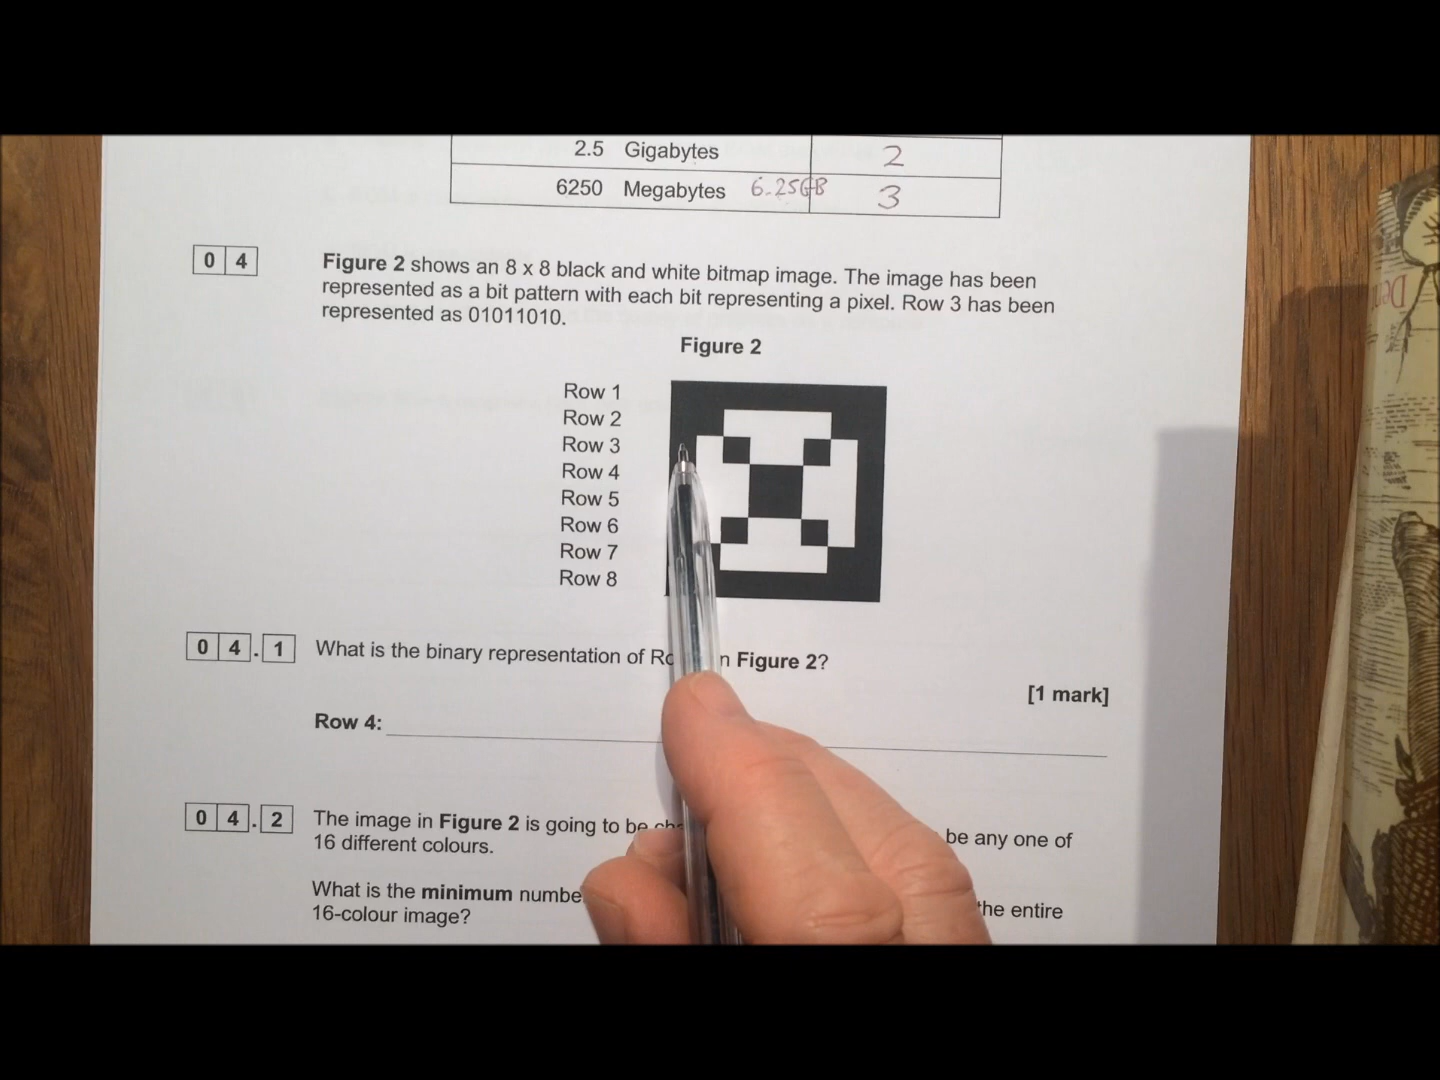 2.5 Gigabytes 2
6250 Megabytes 6.25GB 3
0 4 Figure 2 shows an 8 x 8 black and white bitmap image. The image has been
represented as a bit pattern with each bit representing a pixel. Row 3 has been
represented as 01011010.
Figure 2
Row 1
Row 2
Row 3
Row 4
Row 5
Row 6
Row 7
Row 8
0 4 . 1 What is the binary representation of Figure 2?
[1 mark]
Row 4:
0 4 . 2 The image in Figure 2 is going to be be any one of
16 different colours.
What is the minimum the entire
16-colour image?